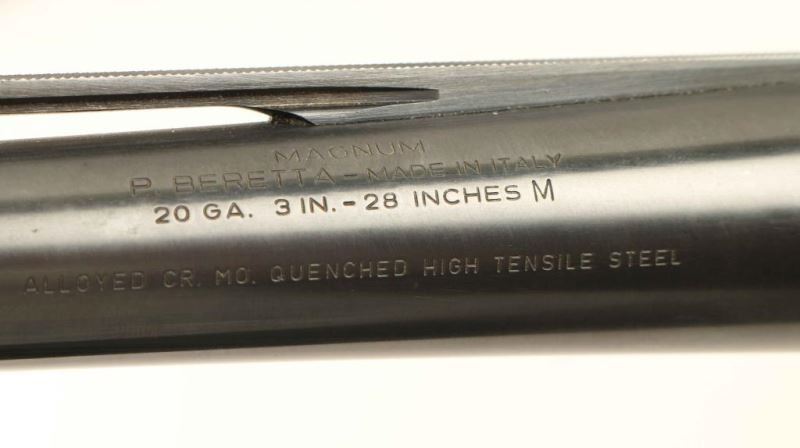 MAGNUM
P. BERETTA - MADE IN ITALY
20 GA. 3 IN. - 28 INCHES M
ALLOYED CR. MO. QUENCHED HIGH TENSILE STEEL